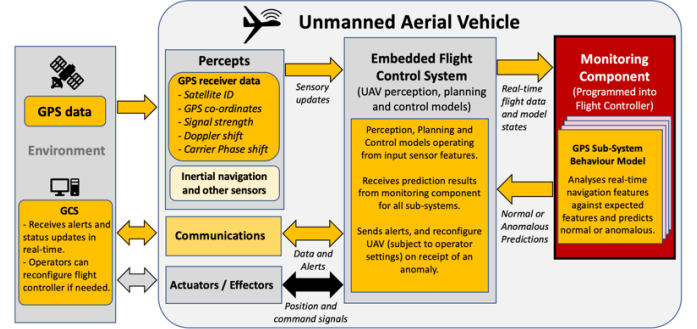 Unmanned Aerial Vehicle
GPS data
Environment
GCS
- Receives alerts and
status updates in
real-time.
- Operators can
reconfigure flight
controller if needed.
Percepts
GPS receiver data
- Satellite ID
- GPS co-ordinates
- Signal strength
- Doppler shift
- Carrier Phase shift
Inertial navigation
and other sensors
Communications
Actuators / Effectors
Sensory
updates
Data and
Alerts
Position and
command signals
Embedded Flight
Control System
(UAV perception, planning
and control models)
Perception, Planning and
Control models operating
from input sensor features.
Receives prediction results
from monitoring component
for all sub-systems.
Sends alerts, and reconfigure
UAV (subject to operator
settings) on receipt of an
anomaly.
Real-time
flight data
and model
states
Normal or
Anomalous
Predictions
Monitoring
Component
(Programmed into
Flight Controller)
GPS Sub-System
Behaviour Model
Analyses real-time
navigation features
against expected
features and predicts
normal or anomalous.